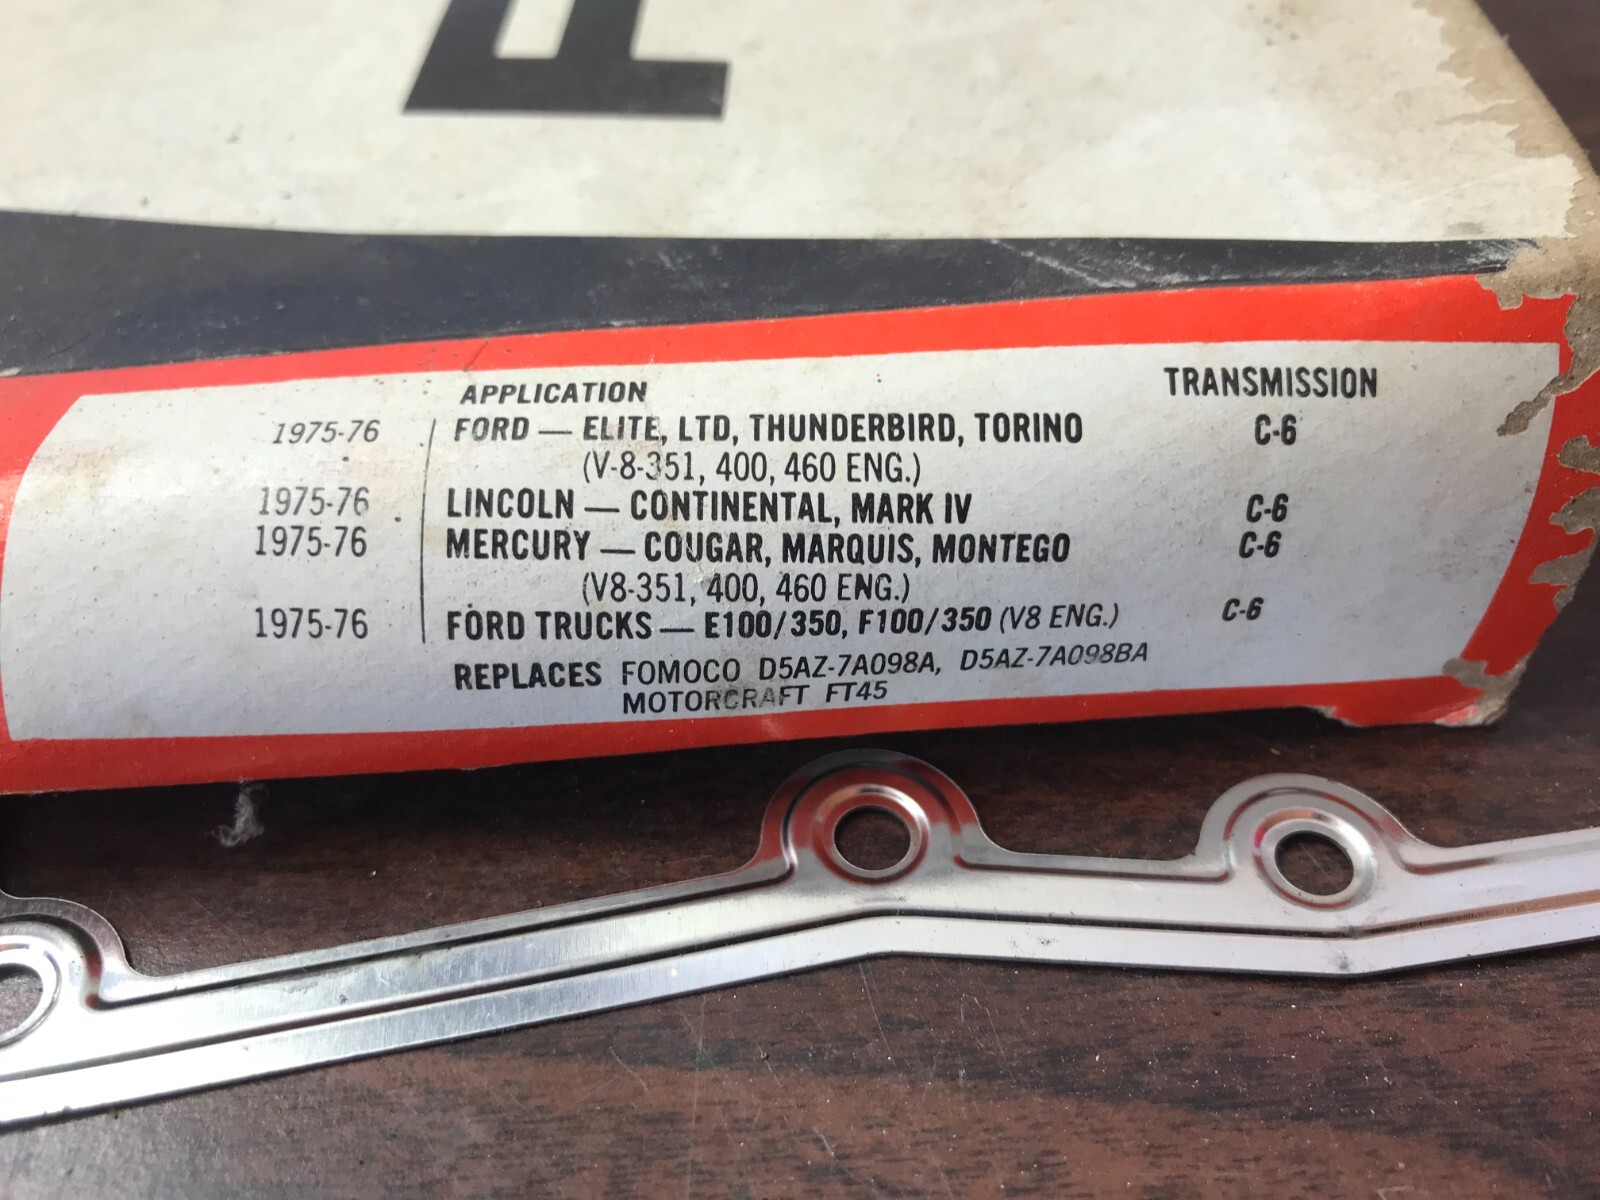 APPLICATION TRANSMISSION
1975-76 FORD — ELITE, LTD, THUNDERBIRD, TORINO C-6
(V-8-351, 400, 460 ENG.)
1975-76 LINCOLN — CONTINENTAL, MARK IV C-6
1975-76 MERCURY — COUGAR, MARQUIS, MONTEGO C-6
(V8-351, 400, 460 ENG.)
1975-76 FORD TRUCKS — E100/350, F100/350 (V8 ENG.) C-6
REPLACES FOMOCO D5AZ-7A098A, D5AZ-7A098BA
MOTORCRAFT FT45